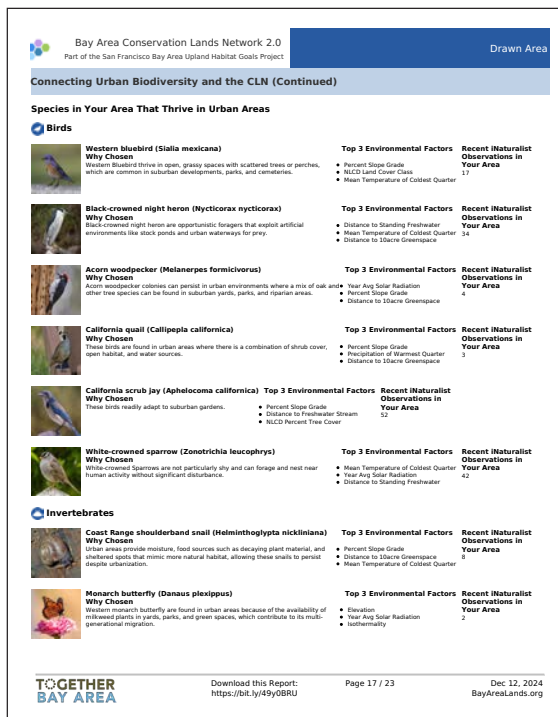 Bay Area Conservation Lands Network 2.0
Part of the San Francisco Bay Area Upland Habitat Goals Project
Drawn Area
Connecting Urban Biodiversity and the CLN (Continued)
Species in Your Area That Thrive in Urban Areas
Birds
Western bluebird (Sialia mexicana)
Why Chosen
Western Bluebird thrive in open, grassy spaces with scattered trees or perches,
which are common in suburban developments, parks, and cemeteries.
Top 3 Environmental Factors
• Percent Slope Grade
• NLCD Land Cover Class
• Mean Temperature of Coldest Quarter
Recent iNaturalist
Observations in
Your Area
17
Black-crowned night heron (Nycticorax nycticorax)
Why Chosen
Black-crowned night heron are opportunistic foragers that exploit artificial
environments like stock ponds and urban waterways for prey.
Top 3 Environmental Factors
• Distance to Standing Freshwater
• Mean Temperature of Coldest Quarter
• Distance to 10acre Greenspace
Recent iNaturalist
Observations in
Your Area
34
Acorn woodpecker (Melanerpes formicivorus)
Why Chosen
Acorn woodpecker colonies can persist in urban environments where a mix of oak and
other tree species can be found in suburban yards, parks, and riparian areas.
Top 3 Environmental Factors
• Year Avg Solar Radiation
• Percent Slope Grade
• Distance to 10acre Greenspace
Recent iNaturalist
Observations in
Your Area
4
California quail (Callipepla californica)
Why Chosen
These birds are found in urban areas where there is a combination of shrub cover,
open habitat, and water sources.
Top 3 Environmental Factors
• Percent Slope Grade
• Precipitation of Warmest Quarter
• Distance to 10acre Greenspace
Recent iNaturalist
Observations in
Your Area
3
California scrub jay (Aphelocoma californica)
Why Chosen
These birds readily adapt to suburban gardens.
Top 3 Environmental Factors
• Percent Slope Grade
• Distance to Freshwater Stream
• NLCD Percent Tree Cover
Recent iNaturalist
Observations in
Your Area
52
White-crowned sparrow (Zonotrichia leucophrys)
Why Chosen
White-crowned Sparrows are not particularly shy and can forage and nest near
human activity without significant disturbance.
Top 3 Environmental Factors
• Mean Temperature of Coldest Quarter
• Year Avg Solar Radiation
• Distance to Standing Freshwater
Recent iNaturalist
Observations in
Your Area
42
Invertebrates
Coast Range shoulderband snail (Helminthoglypta nickliniana)
Why Chosen
Urban areas provide moisture, food sources such as decaying plant material, and
sheltered spots that mimic more natural habitat, allowing these snails to persist
despite urbanization.
Top 3 Environmental Factors
• Percent Slope Grade
• Distance to 10acre Greenspace
• Mean Temperature of Coldest Quarter
Recent iNaturalist
Observations in
Your Area
8
Monarch butterfly (Danaus plexippus)
Why Chosen
Western monarch butterfly are found in urban areas because of the availability of
milkweed plants in yards, parks, and green spaces, which contribute to its multi-
generational migration.
Top 3 Environmental Factors
• Elevation
• Year Avg Solar Radiation
• Isothermality
Recent iNaturalist
Observations in
Your Area
2
TOGETHER
BAY AREA
Download this Report:
https://bit.ly/49y0BRU
Page 17 / 23
Dec 12, 2024
BayAreaLands.org